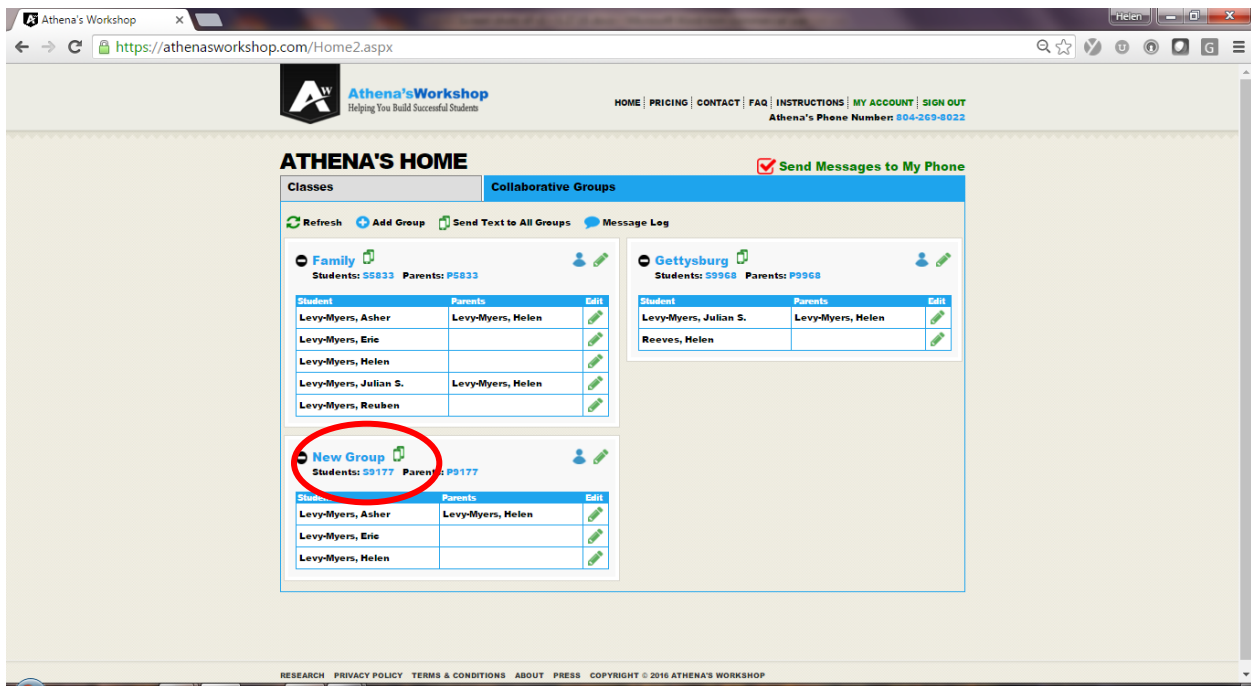 Athena's Workshop
Helen
https://athenasworkshop.com/Home2.aspx
AW
Athena'sWorkshop
Helping You Build Successful Students
HOME PRICING CONTACT FAQ INSTRUCTIONS MY ACCOUNT SIGN OUT
Athena's Phone Number: 804-269-8022
ATHENA'S HOME
Send Messages to My Phone
Classes
Collaborative Groups
Refresh Add Group Send Text to All Groups Message Log
Family
Students: S5833 Parents: P5833
Student Parents Edit
Levy-Myers, Asher Levy-Myers, Helen
Levy-Myers, Eric
Levy-Myers, Helen
Levy-Myers, Julian S. Levy-Myers, Helen
Levy-Myers, Reuben
Gettysburg
Students: S9968 Parents: P9968
Student Parents Edit
Levy-Myers, Julian S. Levy-Myers, Helen
Reeves, Helen
New Group
Students: S9177 Parents: P9177
Parents Edit
Levy-Myers, Asher Levy-Myers, Helen
Levy-Myers, Eric
Levy-Myers, Helen
RESEARCH PRIVACY POLICY TERMS & CONDITIONS ABOUT PRESS COPYRIGHT © 2016 ATHENA'S WORKSHOP